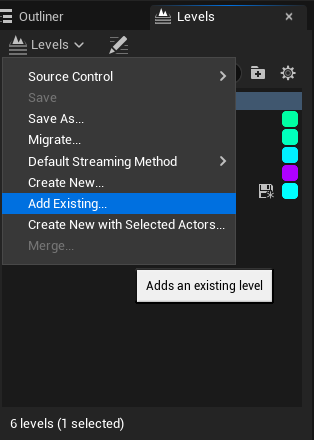 Outliner
Levels
Levels
Source Control
Save
Save As...
Migrate...
Default Streaming Method
Create New...
Add Existing...
Create New with Selected Actors...
Merge...
Adds an existing level
6 levels (1 selected)